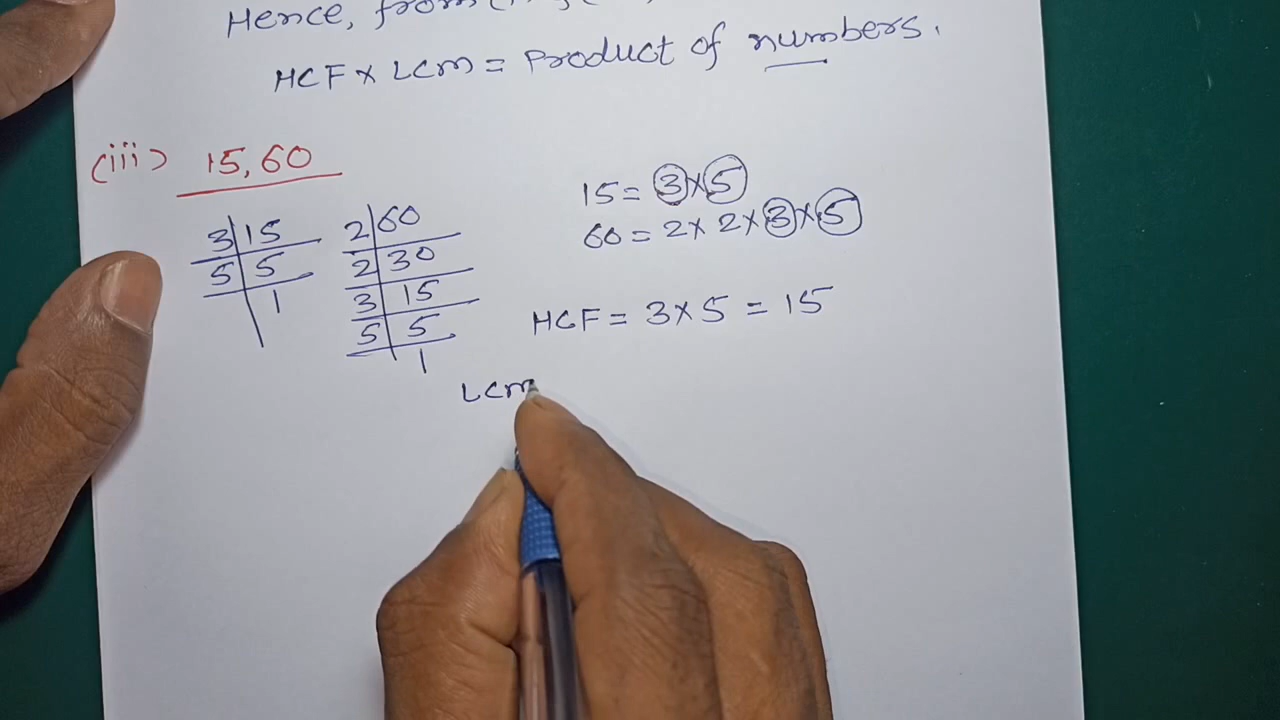 Hence, from
HCF x LCM = Product of numbers.
(iii) 15, 60
3 15
5 5
1
2 60
2 30
3 15
5 5
1
15 = 3 x 5
60 = 2 x 2 x 3 x 5
HCF = 3 x 5 = 15
LCM